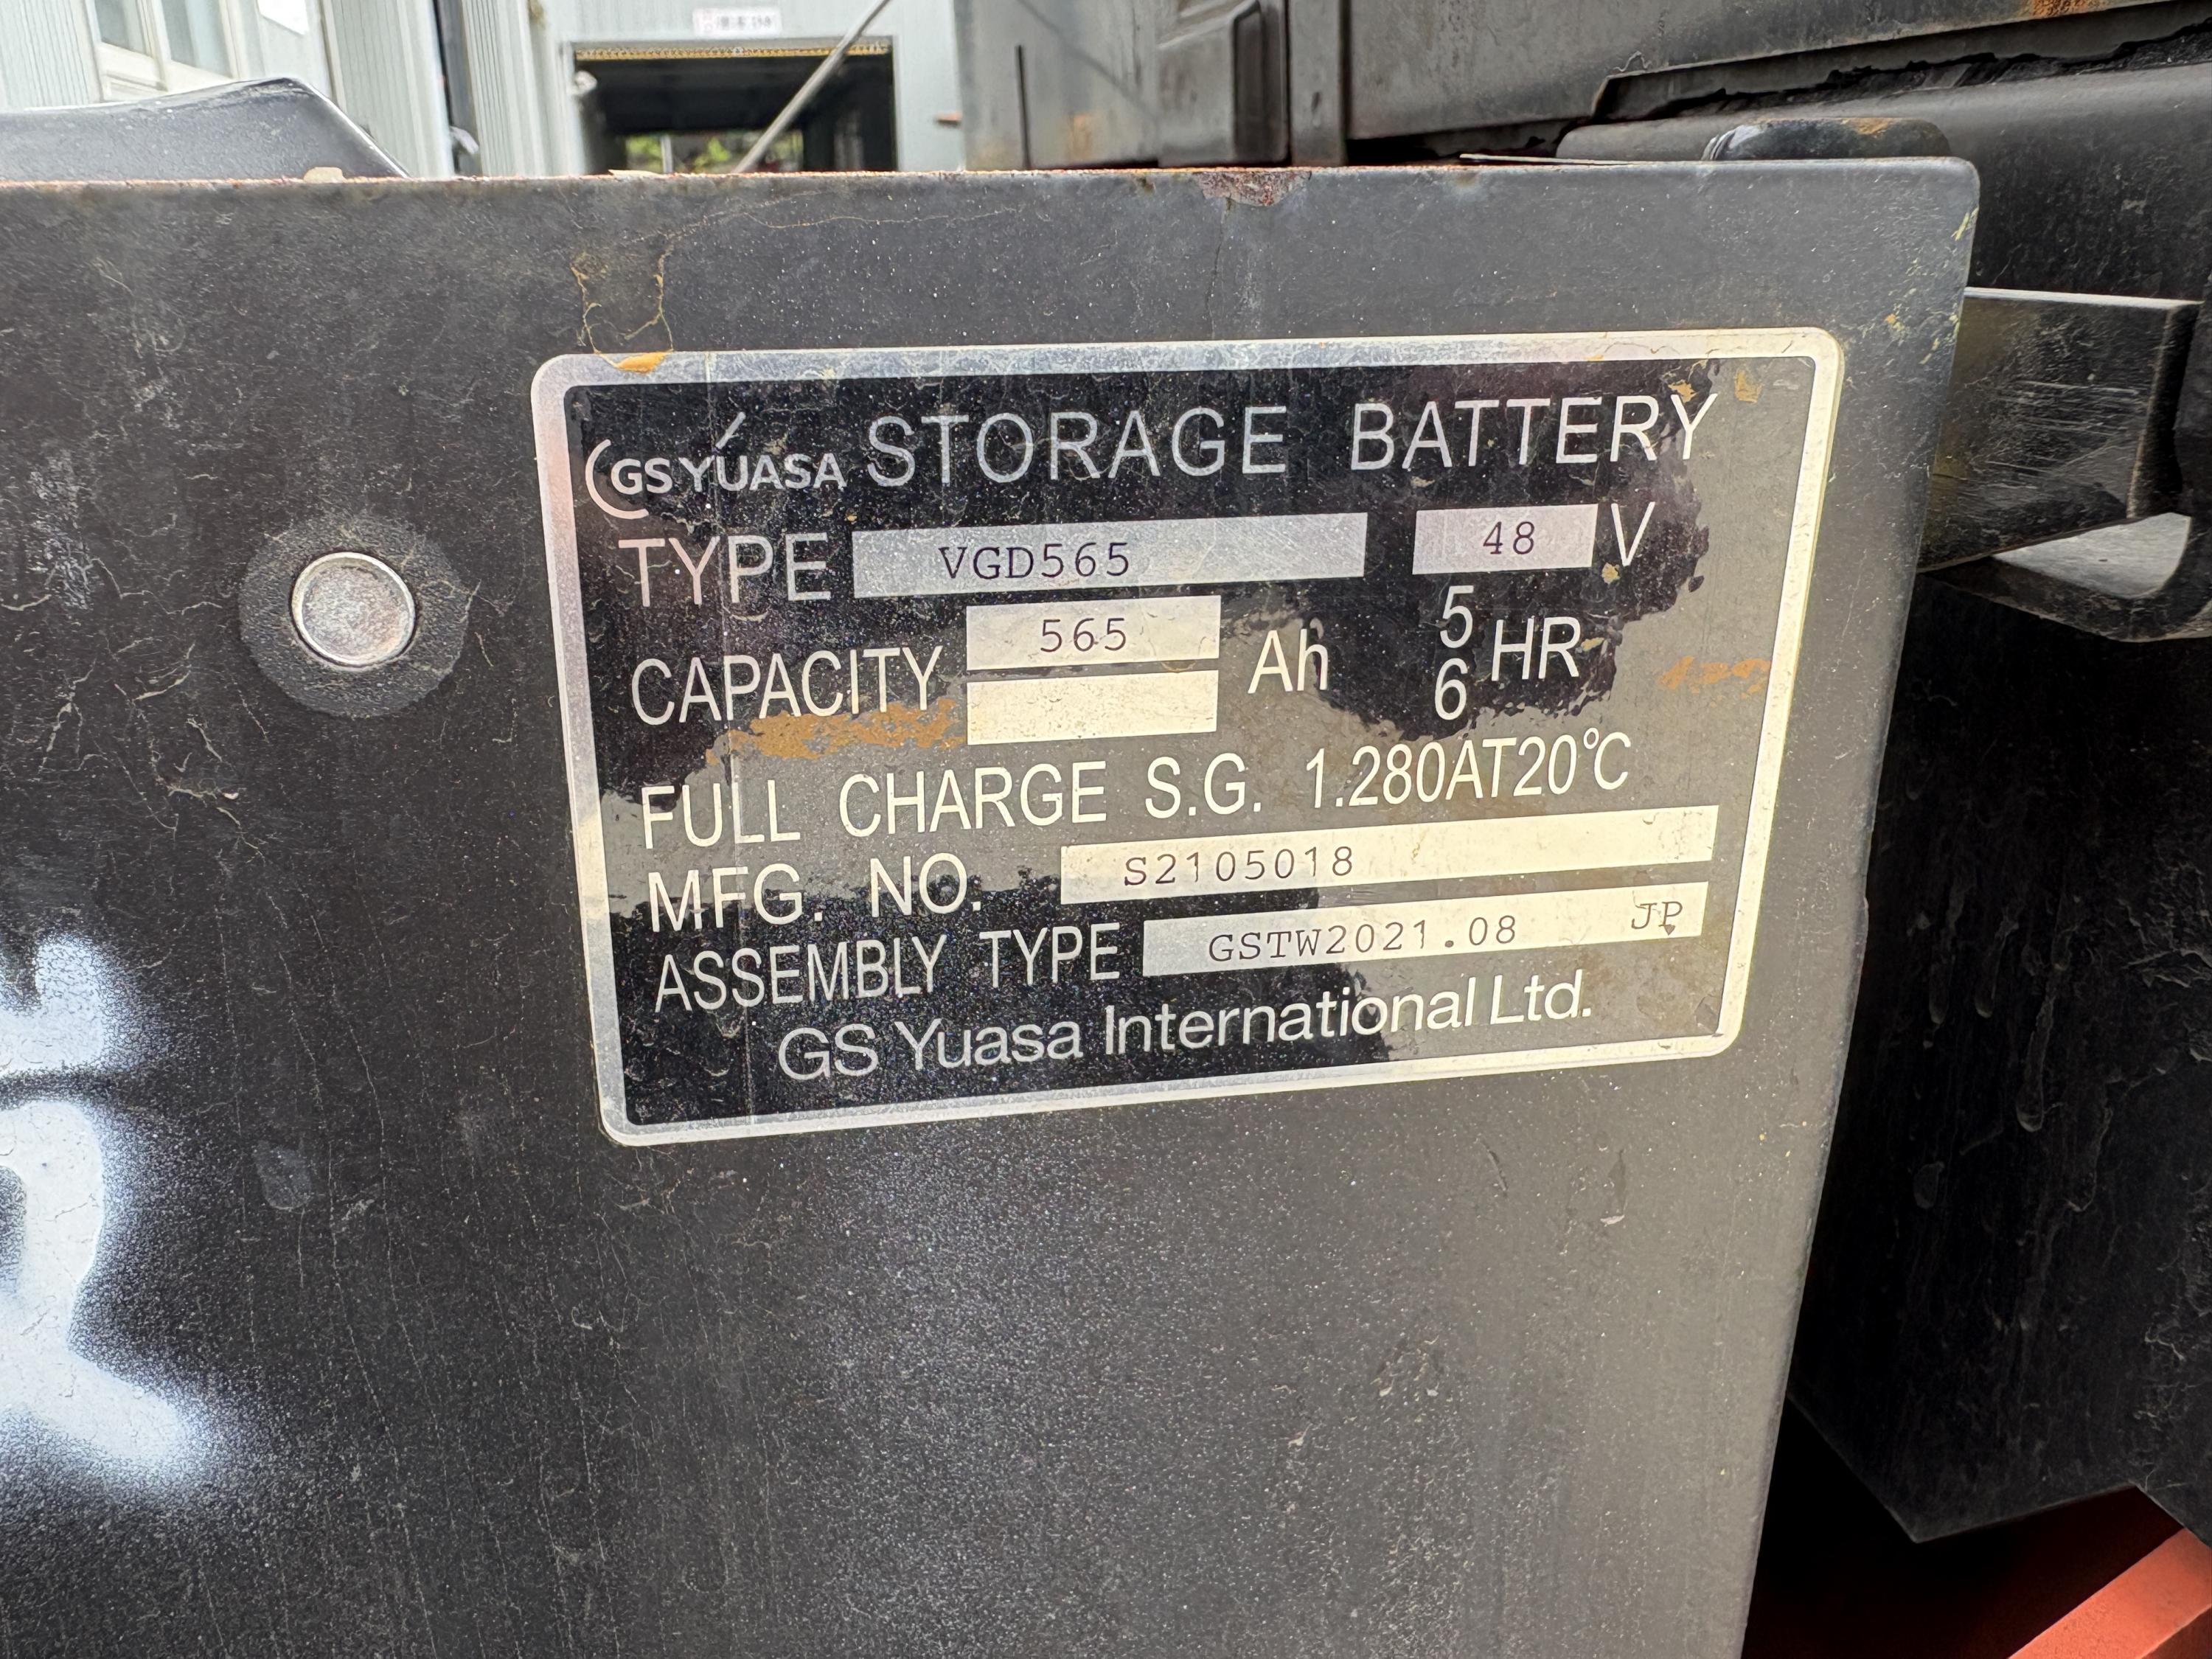 GS YUASA STORAGE BATTERY
TYPE VGD565 48 V
CAPACITY 565 Ah 5 HR
6
FULL CHARGE S.G. 1.280AT20℃
MFG. NO. S2105018
ASSEMBLY TYPE GSTW2021.08 JP
GS Yuasa International Ltd.